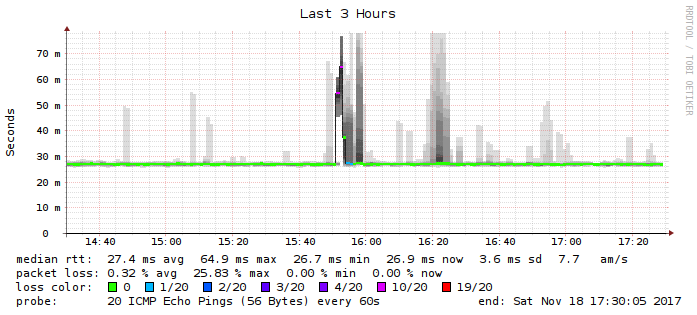 Last 3 Hours
RRDTOOL / TOBI OETIKER
Seconds
70 m
60 m
50 m
40 m
30 m
20 m
10 m
0
14:40 15:00 15:20 15:40 16:00 16:20 16:40 17:00 17:20
median rtt: 27.4 ms avg 64.9 ms max 26.7 ms min 26.9 ms now 3.6 ms sd 7.7 am/s
packet loss: 0.32 % avg 25.83 % max 0.00 % min 0.00 % now
loss color: 0 1/20 2/20 3/20 4/20 10/20 19/20
probe: 20 ICMP Echo Pings (56 Bytes) every 60s end: Sat Nov 18 17:30:05 2017